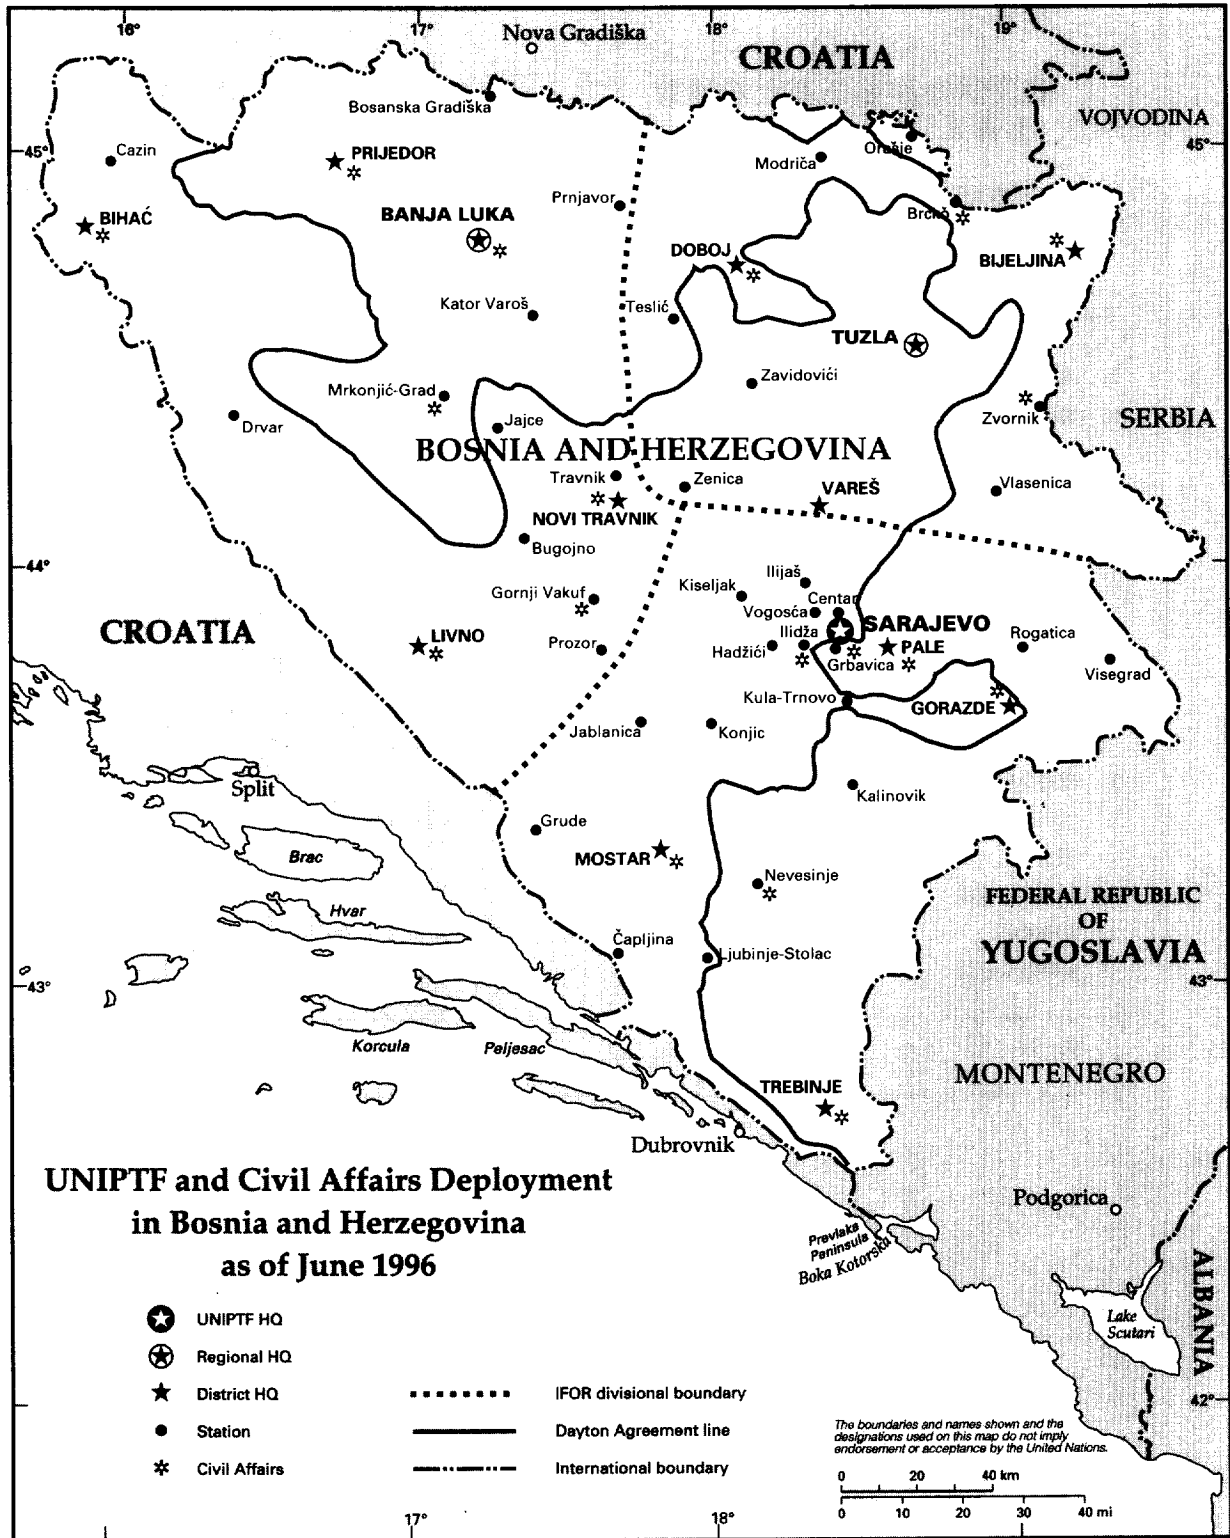 16°
17°
18°
19°
Nova Gradiška
CROATIA
VOJVODINA
Bosanska Gradiška
45°
45°
Cazin
PRIJEDOR
Modriča
Orašje
Prnjavor
BIHAĆ
BANJA LUKA
Brčko
DOBOJ
BIJELJINA
Kator Varoš
Teslić
TUZLA
Zavidovići
Mrkonjić-Grad
Drvar
Jajce
Zvornik
SERBIA
BOSNIA AND HERZEGOVINA
Travnik
Zenica
VAREŠ
Vlasenica
NOVI TRAVNIK
Bugojno
44°
Ilijaš
Kiseljak
Gornji Vakuf
Centar
Vogosća
CROATIA
LIVNO
Prozor
Ilidža
SARAJEVO
Rogatica
Hadžići
PALE
Grbavica
Visegrad
Kula-Trnovo
GORAZDE
Jablanica
Konjic
Split
Kalinovik
Grude
Brac
MOSTAR
Nevesinje
FEDERAL REPUBLIC
OF
YUGOSLAVIA
Hvar
Čapljina
Ljubinje-Stolac
43°
43°
Korcula
Peljesac
MONTENEGRO
TREBINJE
Dubrovnik
UNIPTF and Civil Affairs Deployment
in Bosnia and Herzegovina
as of June 1996
Podgorica
Prevlaka
Peninsula
Boka Kotorska
ALBANIA
Lake
Scutari
UNIPTF HQ
Regional HQ
District HQ
IFOR divisional boundary
Station
Dayton Agreement line
Civil Affairs
International boundary
42°
The boundaries and names shown and the
designations used on this map do not imply
endorsement or acceptance by the United Nations.
0 20 40 km
0 10 20 30 40 mi
17°
18°